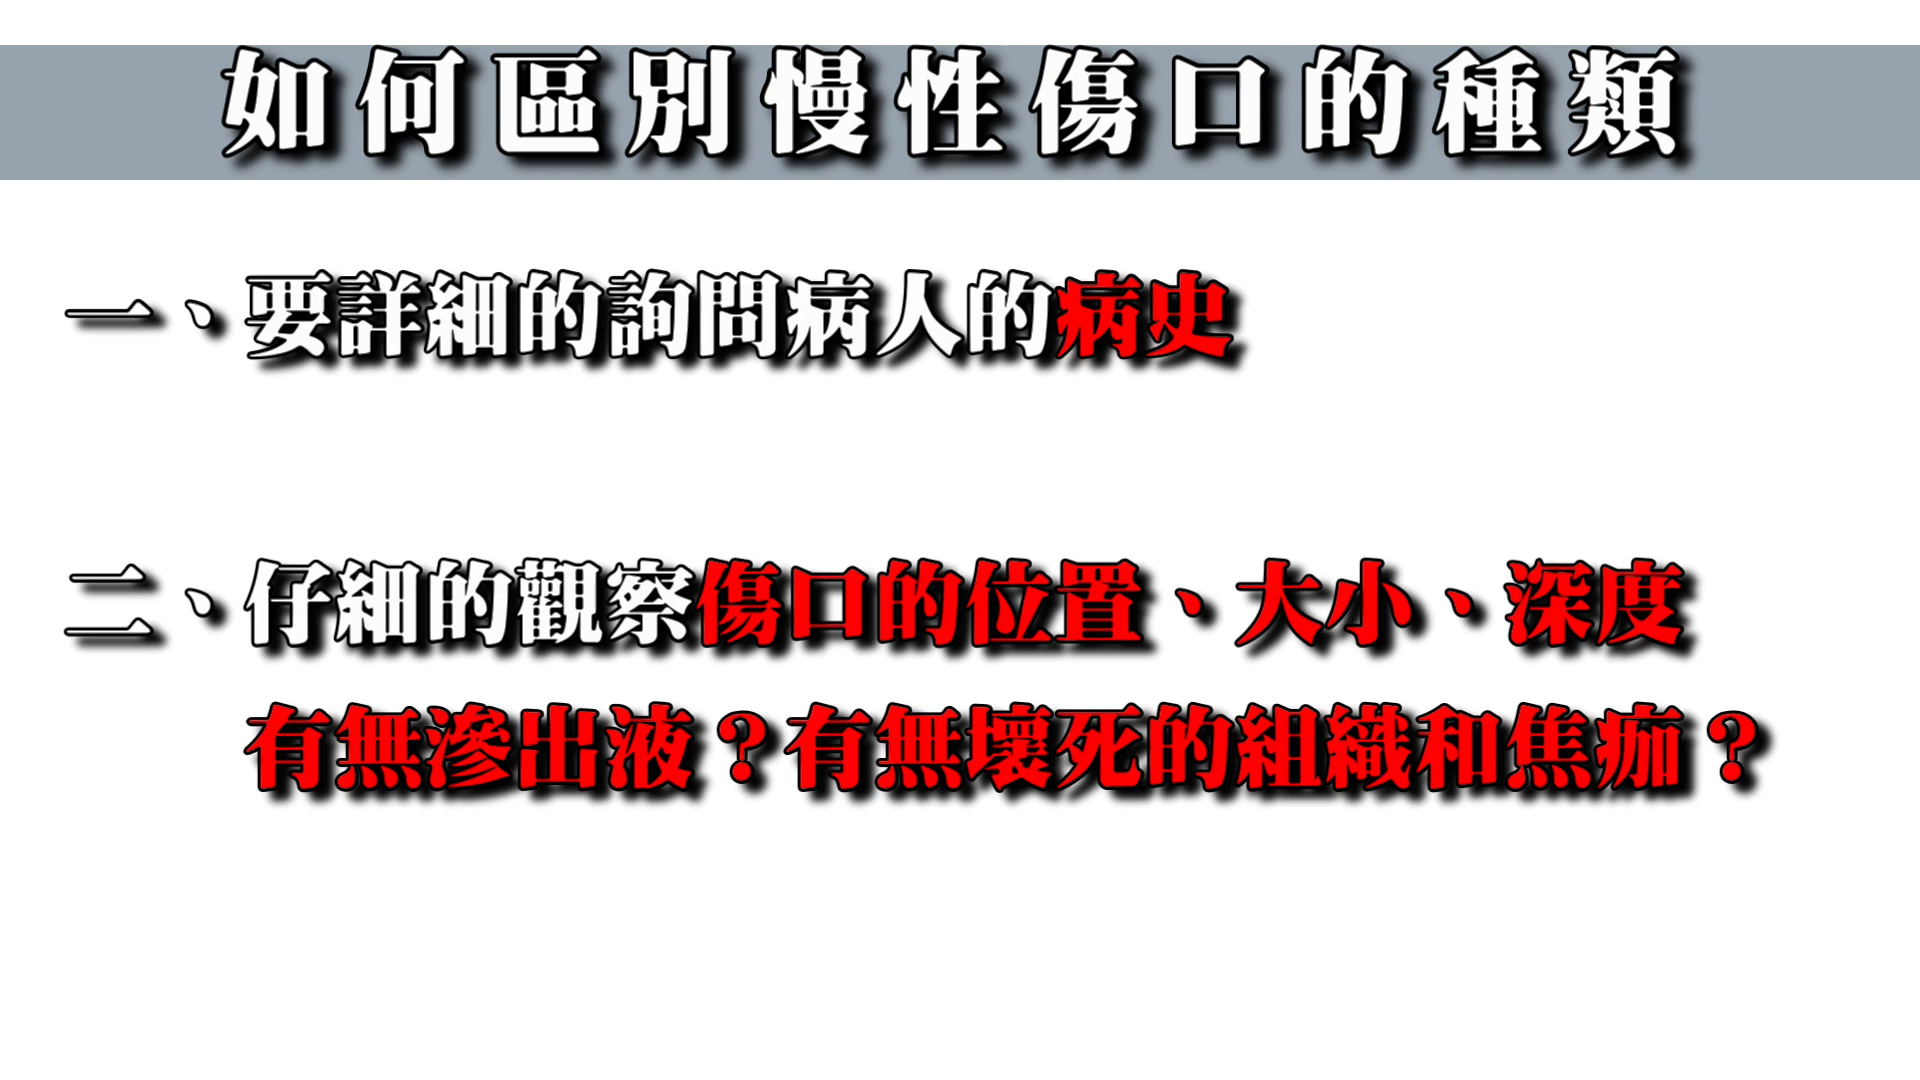 如何區別慢性傷口的種類
一、要詳細的詢問病人的病史
二、仔細的觀察傷口的位置、大小、深度
有無滲出液？有無壞死的組織和焦痂？